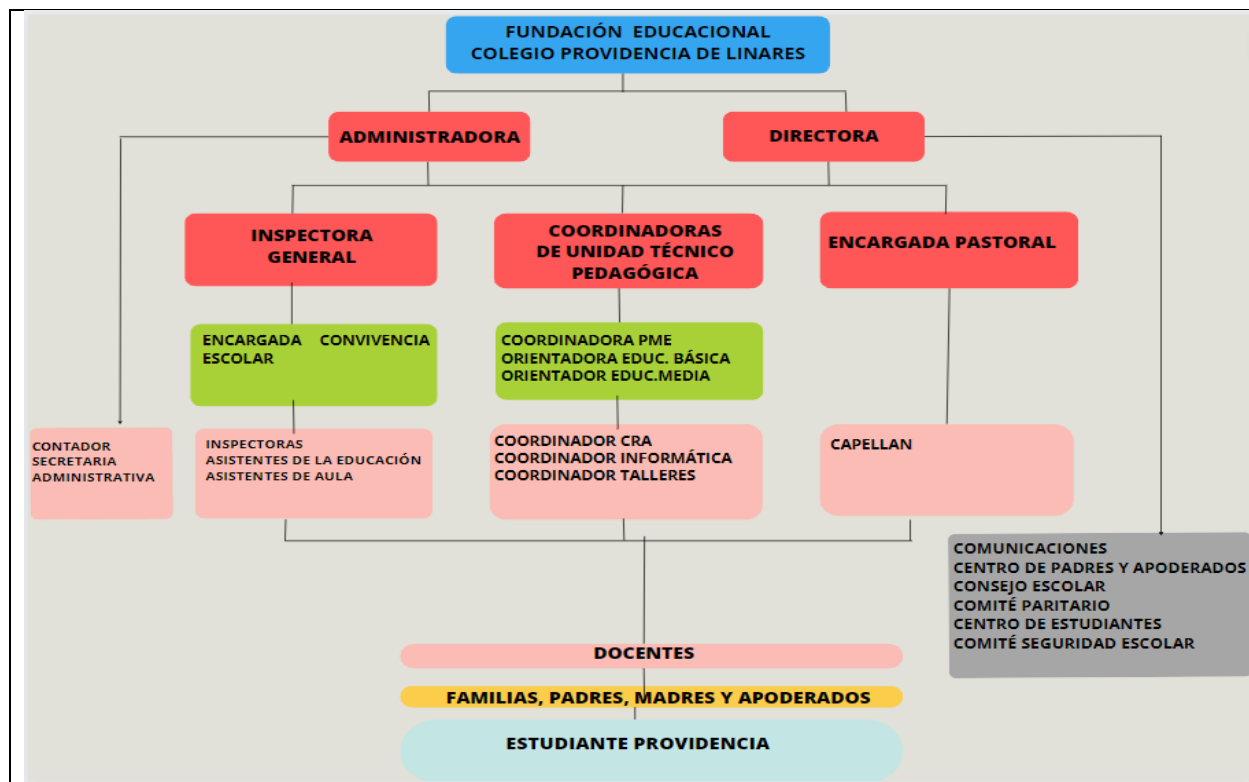 FUNDACIÓN EDUCACIONAL
COLEGIO PROVIDENCIA DE LINARES
ADMINISTRADORA
DIRECTORA
INSPECTORA
GENERAL
COORDINADORAS
DE UNIDAD TÉCNICO
PEDAGÓGICA
ENCARGADA PASTORAL
ENCARGADA CONVIVENCIA
ESCOLAR
COORDINADORA PME
ORIENTADORA EDUC. BÁSICA
ORIENTADOR EDUC.MEDIA
CONTADOR
SECRETARIA
ADMINISTRATIVA
INSPECTORAS
ASISTENTES DE LA EDUCACIÓN
ASISTENTES DE AULA
COORDINADOR CRA
COORDINADOR INFORMÁTICA
COORDINADOR TALLERES
CAPELLAN
COMUNICACIONES
CENTRO DE PADRES Y APODERADOS
CONSEJO ESCOLAR
COMITÉ PARITARIO
CENTRO DE ESTUDIANTES
COMITÉ SEGURIDAD ESCOLAR
DOCENTES
FAMILIAS, PADRES, MADRES Y APODERADOS
ESTUDIANTE PROVIDENCIA